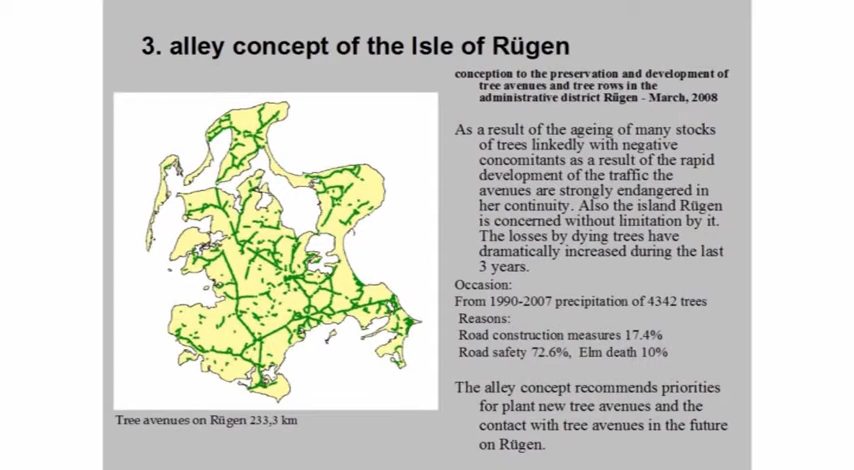 3. alley concept of the Isle of Rügen
conception to the preservation and development of
tree avenues and tree rows in the
administrative district Rügen - March, 2008
As a result of the ageing of many stocks
of trees linkedly with negative
concomitants as a result of the rapid
development of the traffic the
avenues are strongly endangered in
her continuity. Also the island Rügen
is concerned without limitation by it.
The losses by dying trees have
dramatically increased during the last
3 years.
Occasion:
From 1990-2007 precipitation of 4342 trees
Reasons:
Road construction measures 17.4%
Road safety 72.6%, Elm death 10%
The alley concept recommends priorities
for plant new tree avenues and the
contact with tree avenues in the future
on Rügen.
Tree avenues on Rügen 233,3 km